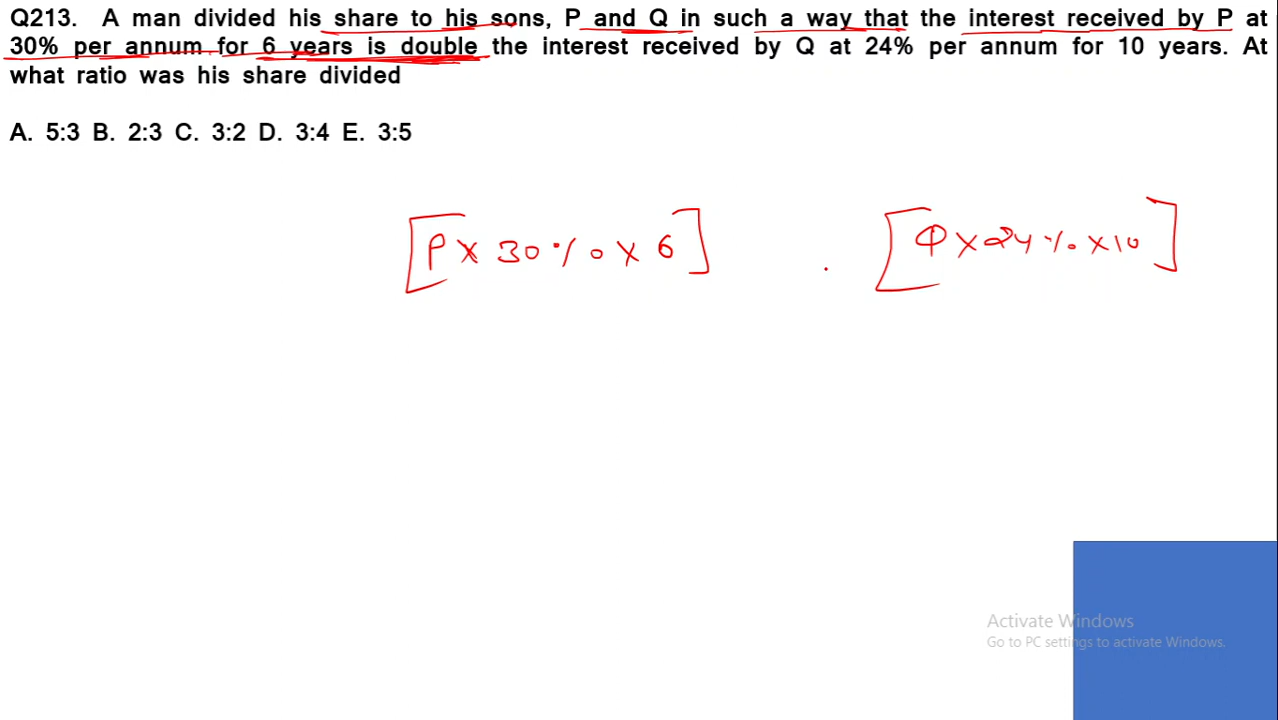 Q213. A man divided his share to his sons, P and Q in such a way that the interest received by P at
30% per annum for 6 years is double the interest received by Q at 24% per annum for 10 years. At
what ratio was his share divided
A. 5:3 B. 2:3 C. 3:2 D. 3:4 E. 3:5
[P x 30% x 6] [Q x 24% x 10]
Activate Windows
Go to PC settings to activate Windows.